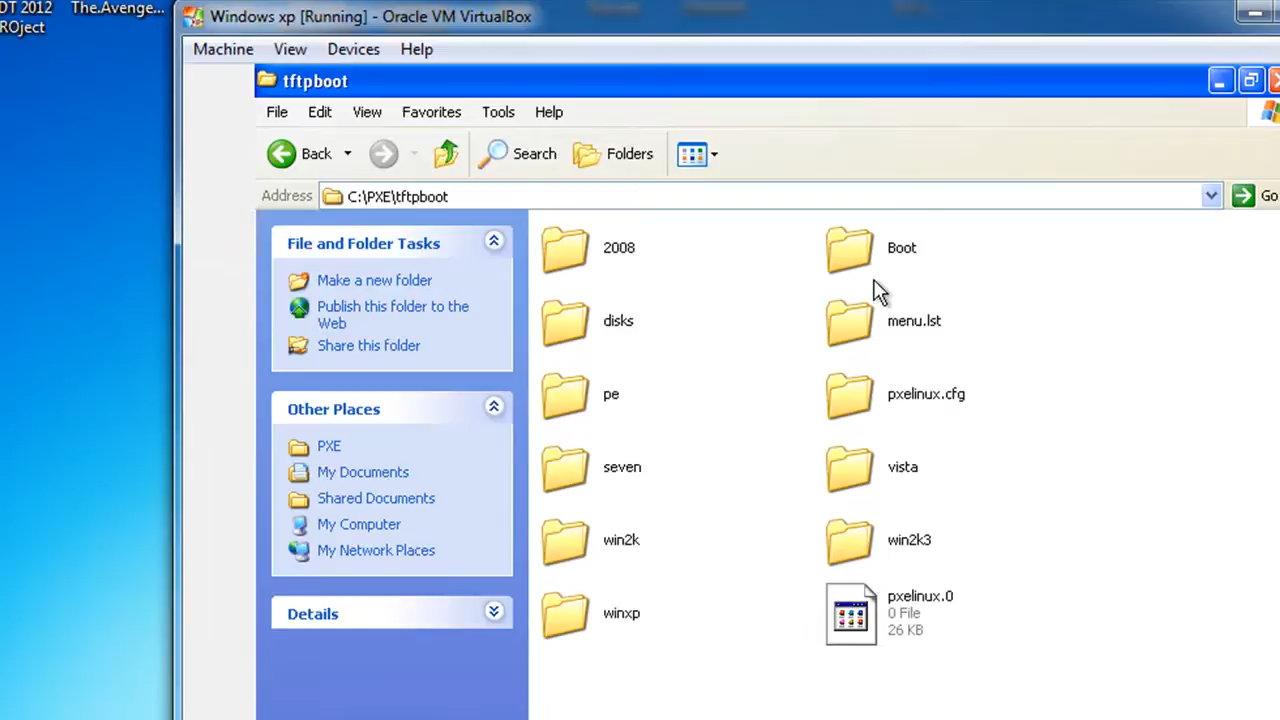 DT 2012
The.Avenge...
ROject
Windows xp [Running] - Oracle VM VirtualBox
Machine View Devices Help
tftpboot
File Edit View Favorites Tools Help
Back Search Folders
Address C:\PXE\tftpboot Go
File and Folder Tasks
Make a new folder
Publish this folder to the
Web
Share this folder
Other Places
PXE
My Documents
Shared Documents
My Computer
My Network Places
Details
2008
Boot
disks
menu.lst
pe
pxelinux.cfg
seven
vista
win2k
win2k3
winxp
pxelinux.0
0 File
26 KB